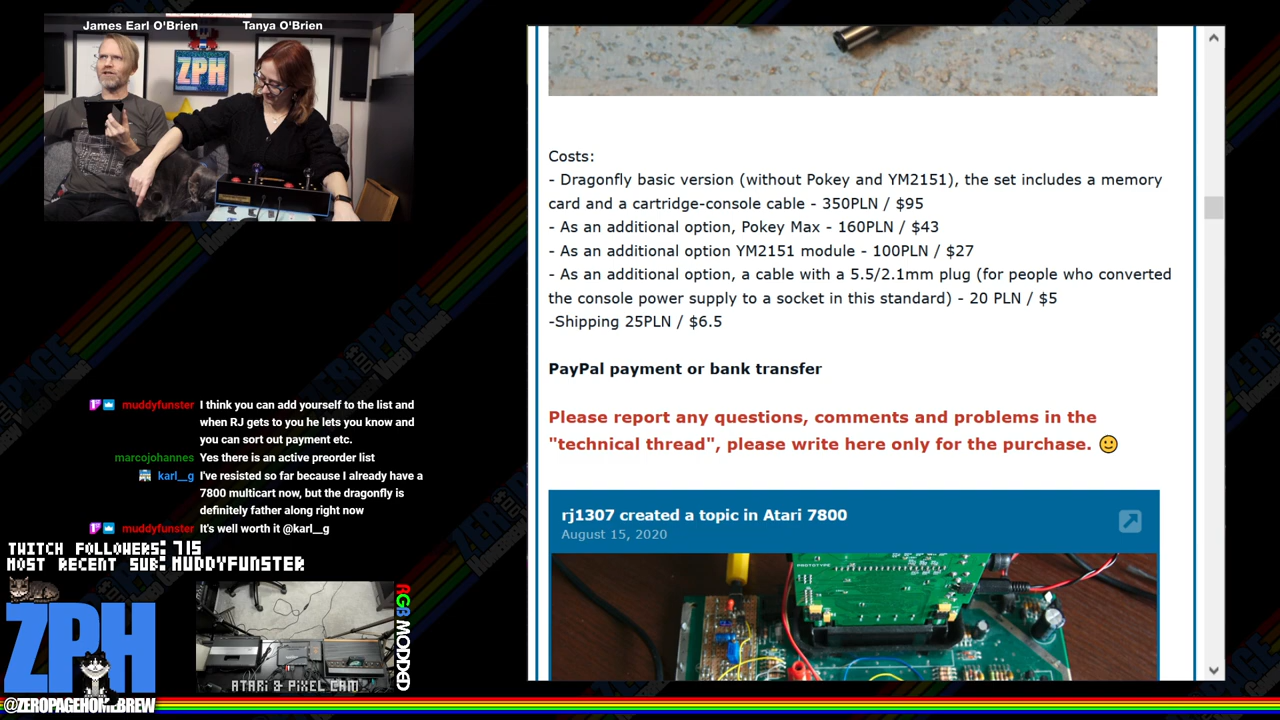 James Earl O'Brien
Tanya O'Brien
ZPH
Costs:
- Dragonfly basic version (without Pokey and YM2151), the set includes a memory
card and a cartridge-console cable - 350PLN / $95
- As an additional option, Pokey Max - 160PLN / $43
- As an additional option YM2151 module - 100PLN / $27
- As an additional option, a cable with a 5.5/2.1mm plug (for people who converted
the console power supply to a socket in this standard) - 20 PLN / $5
-Shipping 25PLN / $6.5
PayPal payment or bank transfer
Please report any questions, comments and problems in the
"technical thread", please write here only for the purchase. 🙂
rj1307 created a topic in Atari 7800
August 15, 2020
PROTOTYPE
muddyfunster I think you can add yourself to the list and
when RJ gets to you he lets you know and
you can sort out payment etc.
marcojohannes Yes there is an active preorder list
karl__g I've resisted so far because I already have a
7800 multicart now, but the dragonfly is
definitely father along right now
muddyfunster It's well worth it @karl__g
TWITCH FOLLOWERS: 715
MOST RECENT SUB: MUDDYFUNSTER
ZPH
RGB MODDED
ATARI & PIXEL CAM
@ZEROPAGEHOMEBREW